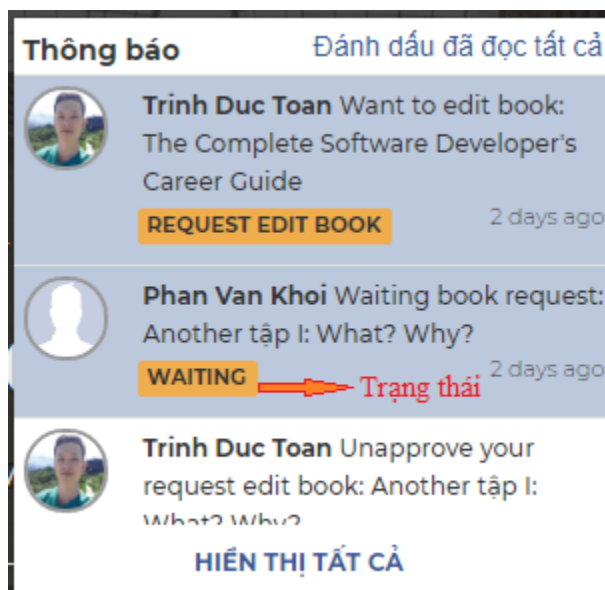 Thông báo
Đánh dấu đã đọc tất cả
Trinh Duc Toan Want to edit book:
The Complete Software Developer's
Career Guide
REQUEST EDIT BOOK
2 days ago
Phan Van Khoi Waiting book request:
Another tập I: What? Why?
WAITING
Trạng thái
2 days ago
Trinh Duc Toan Unapprove your
request edit book: Another tập I:
What? Why?
HIỂN THỊ TẤT CẢ